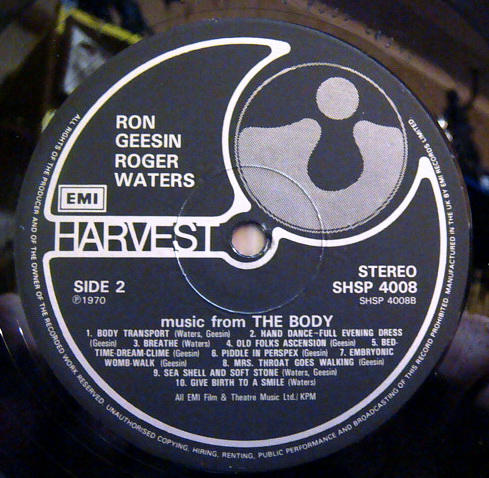 RON
GEESIN
ROGER
WATERS
EMI
HARVEST
SIDE 2
℗1970
STEREO
SHSP 4008
SHSP 4008B
music from THE BODY
1. BODY TRANSPORT (Waters, Geesin) 2. HAND DANCE-FULL EVENING DRESS
(Geesin) 3. BREATHE (Waters) 4. OLD FOLKS ASCENSION (Geesin) 5. BED-
TIME-DREAM-CLIME (Geesin) 6. PIDDLE IN PERSPEX (Geesin) 7. EMBRYONIC
WOMB-WALK (Geesin) 8. MRS. THROAT GOES WALKING (Geesin)
9. SEA SHELL AND SOFT STONE (Waters, Geesin)
10. GIVE BIRTH TO A SMILE (Waters)
All EMI Film & Theatre Music Ltd./KPM
ALL RIGHTS OF THE PRODUCER AND OF THE OWNER OF THE RECORDED WORK RESERVED. UNAUTHORISED COPYING, HIRING, RENTING, PUBLIC PERFORMANCE AND BROADCASTING OF THIS RECORD PROHIBITED. MANUFACTURED IN THE U.K. BY EMI RECORDS LIMITED